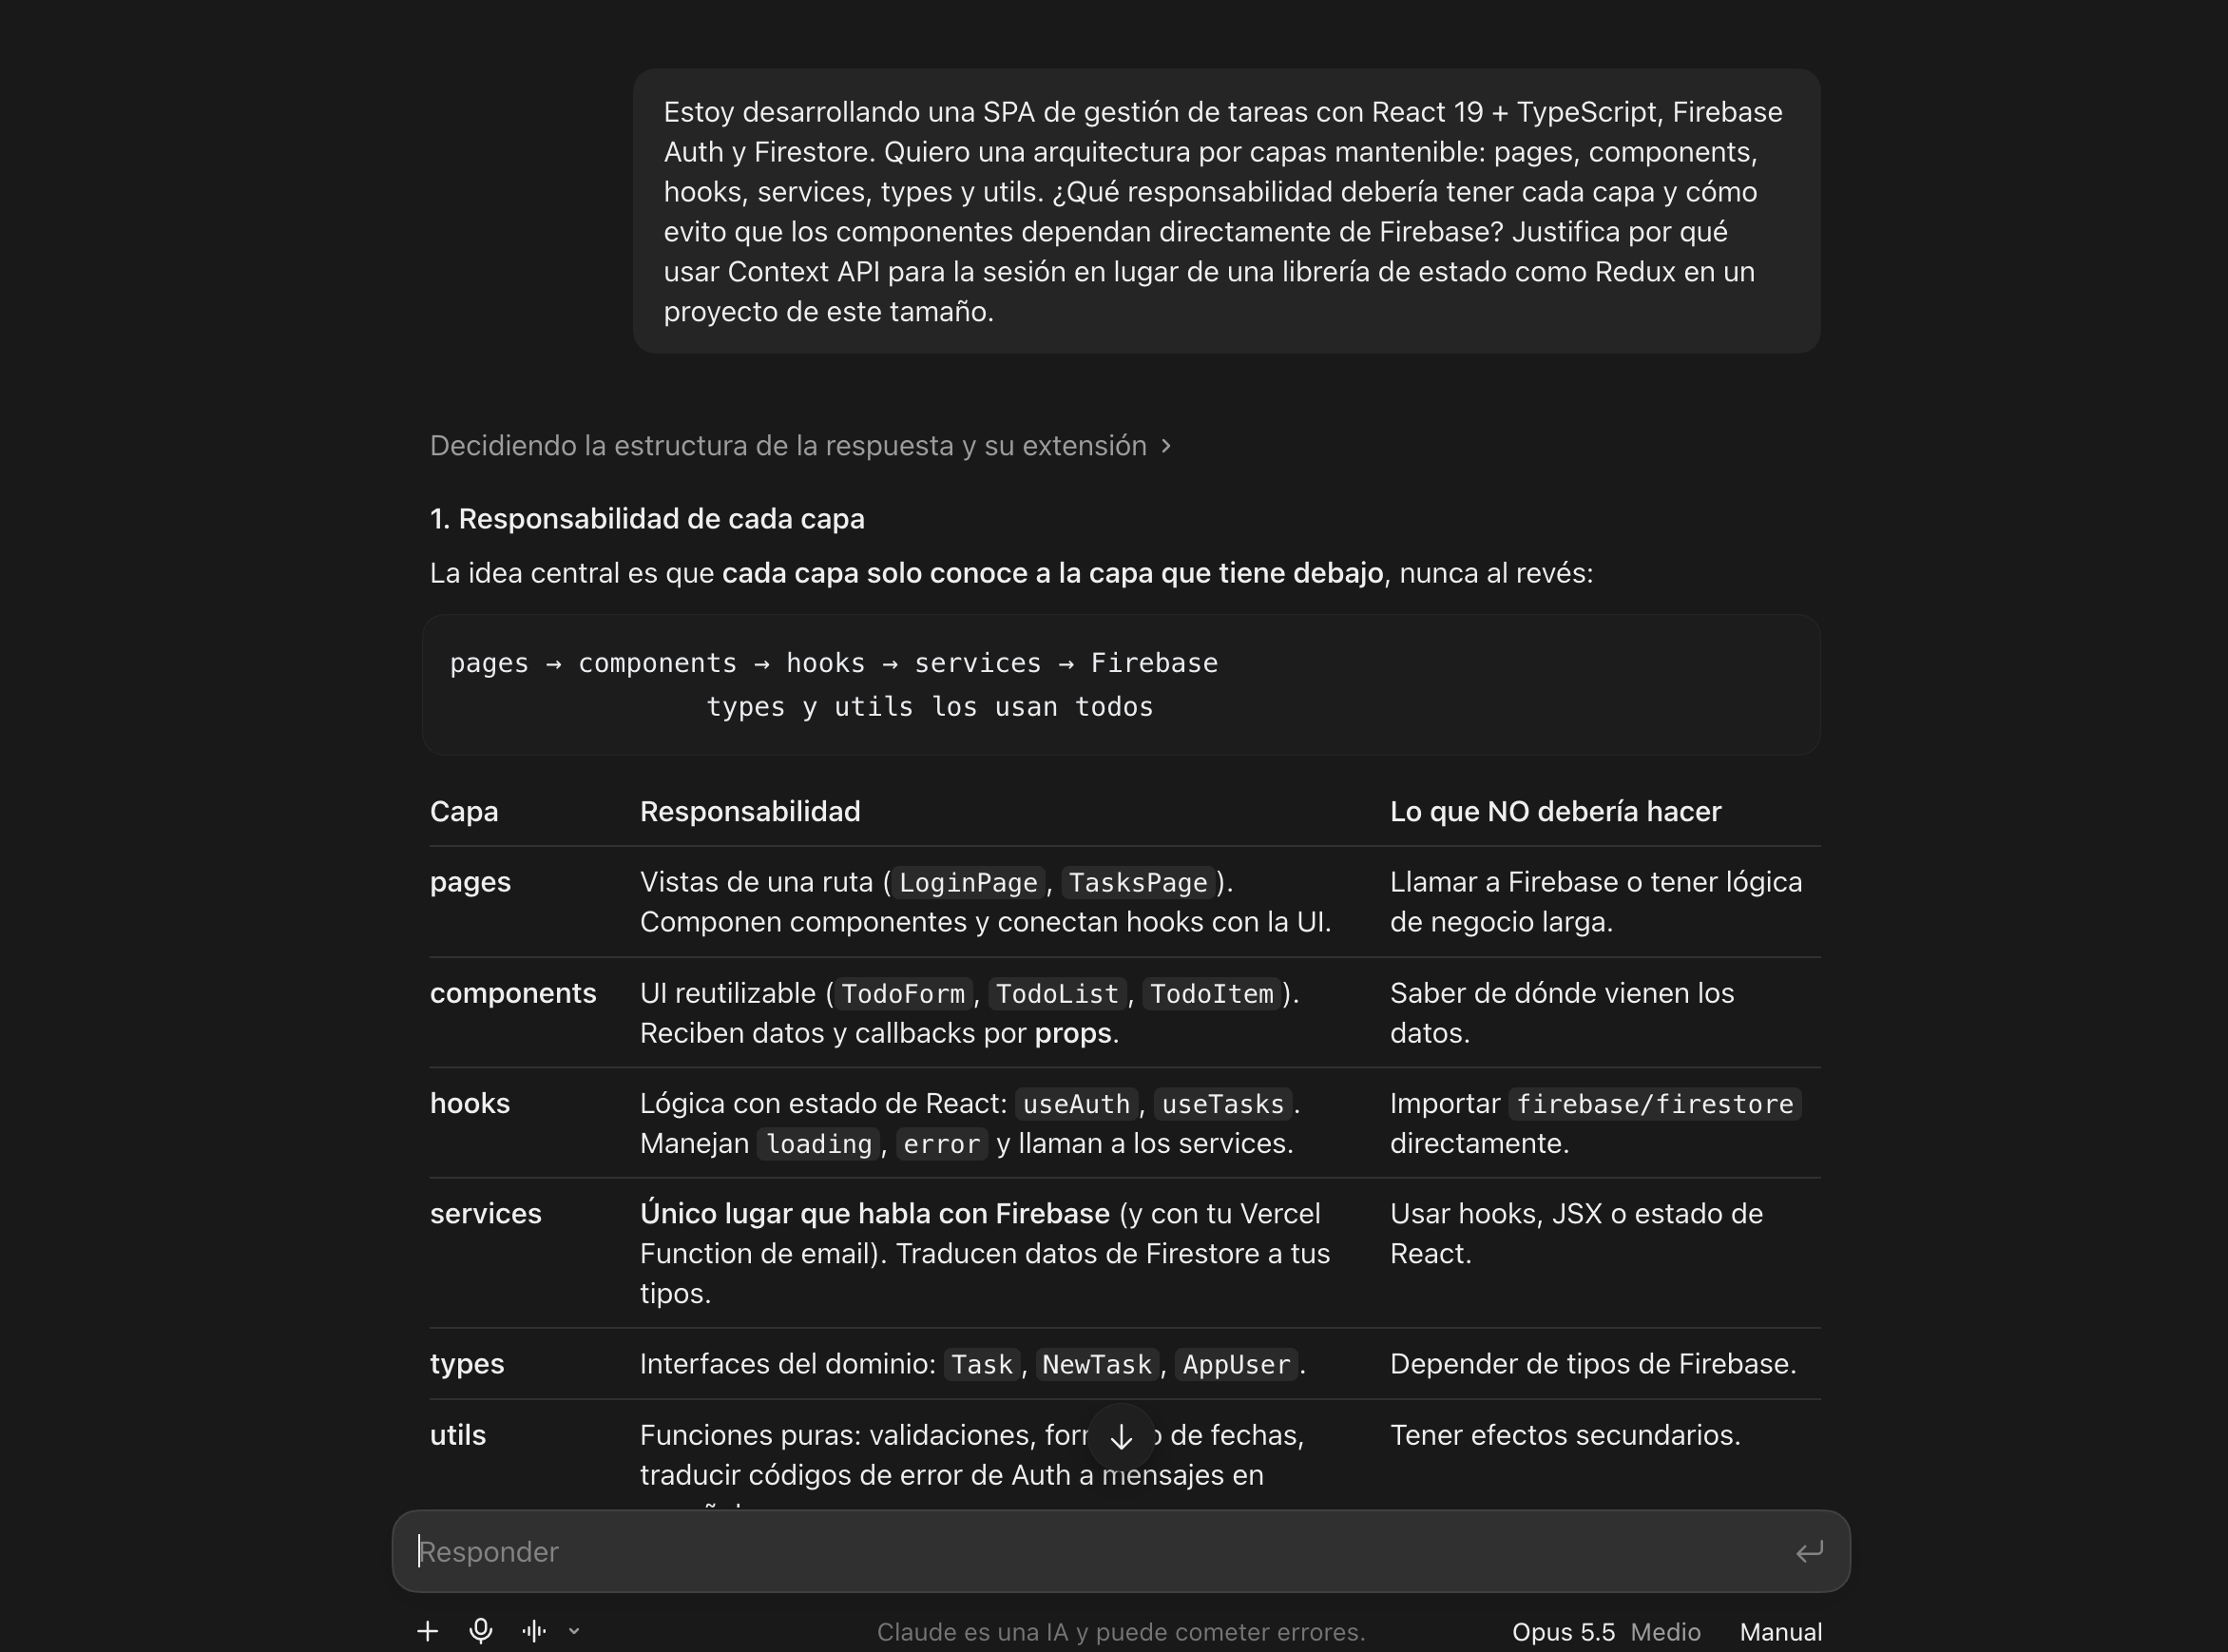 Estoy desarrollando una SPA de gestión de tareas con React 19 + TypeScript, Firebase
Auth y Firestore. Quiero una arquitectura por capas mantenible: pages, components,
hooks, services, types y utils. ¿Qué responsabilidad debería tener cada capa y cómo
evito que los componentes dependan directamente de Firebase? Justifica por qué
usar Context API para la sesión en lugar de una librería de estado como Redux en un
proyecto de este tamaño.
Decidiendo la estructura de la respuesta y su extensión >
1. Responsabilidad de cada capa
La idea central es que cada capa solo conoce a la capa que tiene debajo, nunca al revés:
pages → components → hooks → services → Firebase
types y utils los usan todos
Capa Responsabilidad Lo que NO debería hacer
pages Vistas de una ruta (LoginPage, TasksPage). Llamar a Firebase o tener lógica
Componen componentes y conectan hooks con la UI. de negocio larga.
components UI reutilizable (TodoForm, TodoList, TodoItem). Saber de dónde vienen los
Reciben datos y callbacks por props. datos.
hooks Lógica con estado de React: useAuth, useTasks. Importar firebase/firestore
Manejan loading, error y llaman a los services. directamente.
services Único lugar que habla con Firebase (y con tu Vercel Usar hooks, JSX o estado de
Function de email). Traducen datos de Firestore a tus React.
tipos.
types Interfaces del dominio: Task, NewTask, AppUser. Depender de tipos de Firebase.
utils Funciones puras: validaciones, de fechas, Tener efectos secundarios.
traducir códigos de error de Auth a mensajes en
Responder
Claude es una IA y puede cometer errores. Opus 5.5 Medio Manual